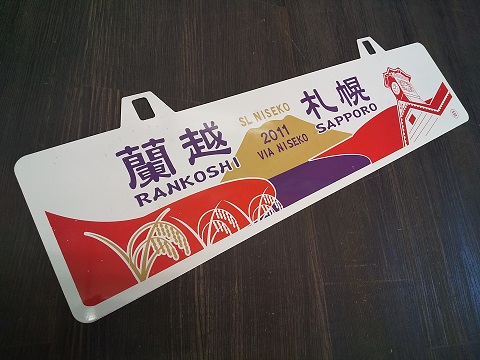 蘭越
RANKOSHI
SL NISEKO
2011
VIA NISEKO
札幌
SAPPORO